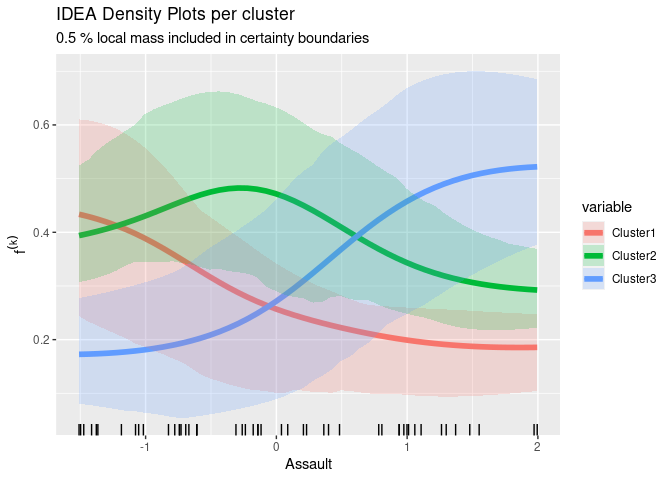 IDEA Density Plots per cluster
0.5 % local mass included in certainty boundaries
0.6
0.4
0.2
f(k)
-1
0
1
2
Assault
variable
Cluster1
Cluster2
Cluster3